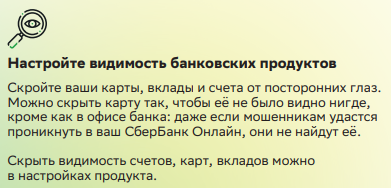 Настройте видимость банковских продуктов
Скройте ваши карты, вклады и счета от посторонних глаз.
Можно скрыть карту так, чтобы её не было видно нигде,
кроме как в офисе банка: даже если мошенникам удастся
проникнуть в ваш СберБанк Онлайн, они не найдут её.
Скрыть видимость счетов, карт, вкладов можно
в настройках продукта.